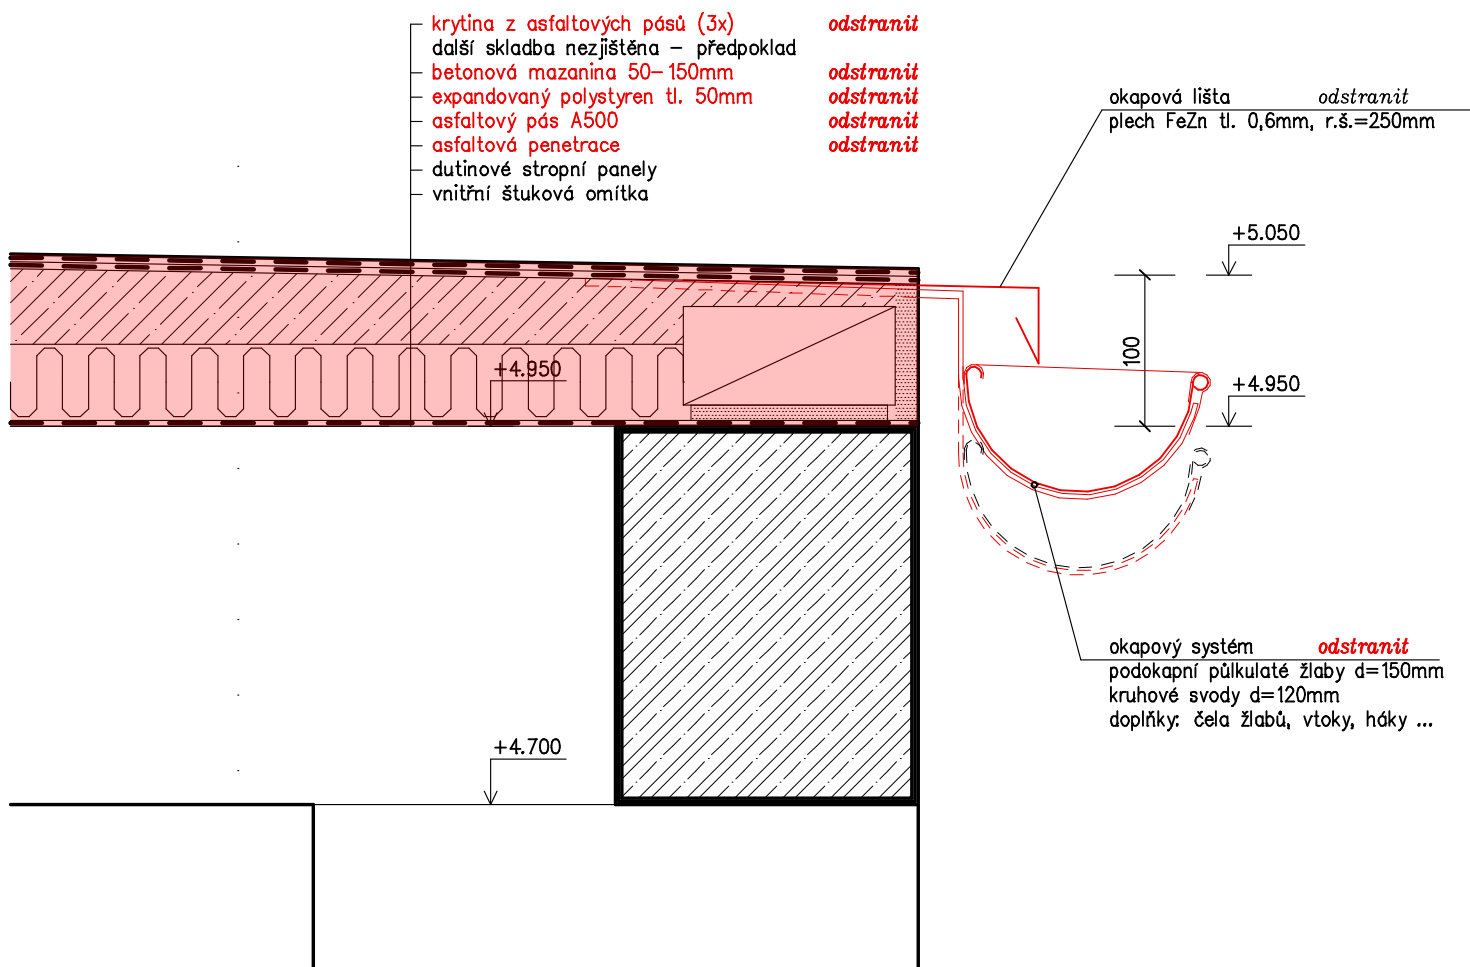 krytina z asfaltových pásů (3x) odstranit
další skladba nezjištěna – předpoklad
betonová mazanina 50–150mm odstranit
expandovaný polystyren tl. 50mm odstranit
asfaltový pás A500 odstranit
asfaltová penetrace odstranit
dutinové stropní panely
vnitřní štuková omítka
okapová lišta odstranit
plech FeZn tl. 0,6mm, r.š.=250mm
+5.050
100
+4.950
+4.950
okapový systém odstranit
podokapní půlkulaté žlaby d=150mm
kruhové svody d=120mm
doplňky: čela žlabů, vtoky, háky ...
+4.700